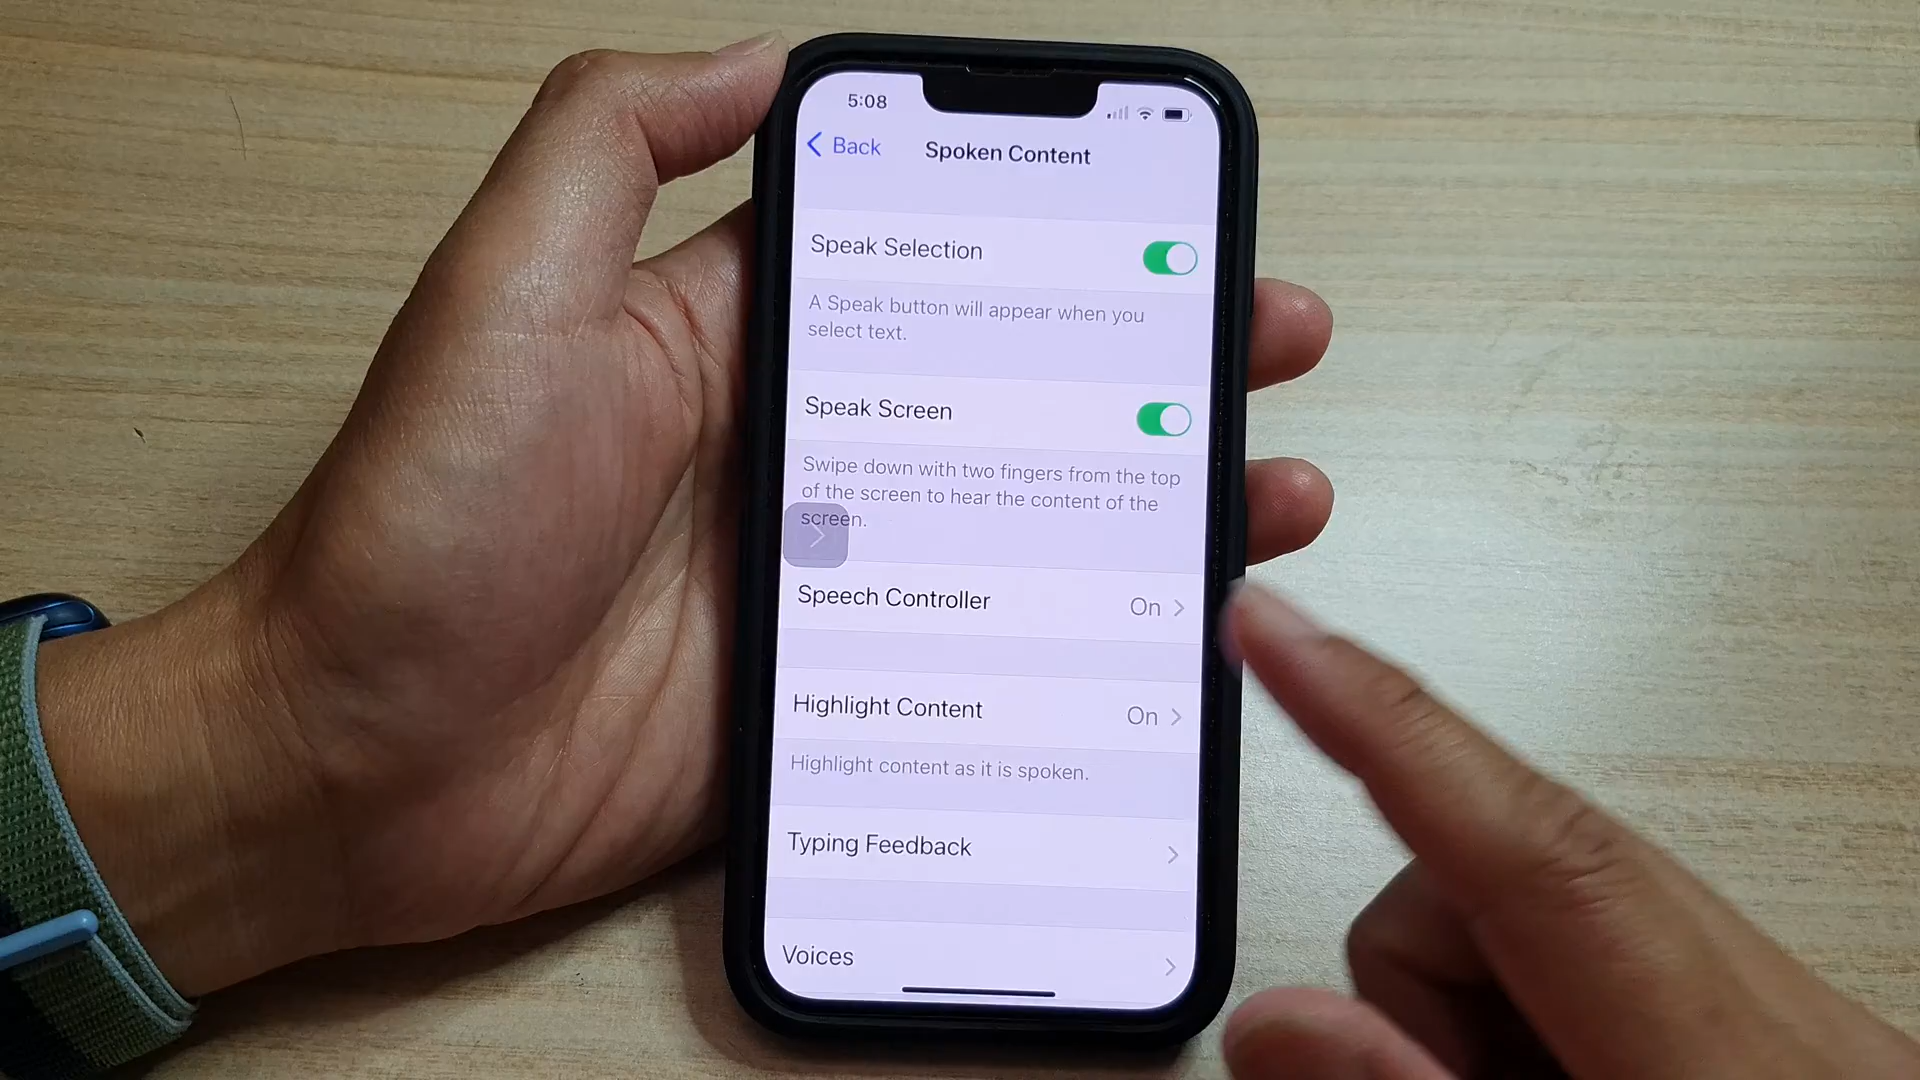 5:08
Back
Spoken Content
Speak Selection
A Speak button will appear when you
select text.
Speak Screen
Swipe down with two fingers from the top
of the screen to hear the content of the
screen.
Speech Controller On
Highlight Content On
Highlight content as it is spoken.
Typing Feedback
Voices